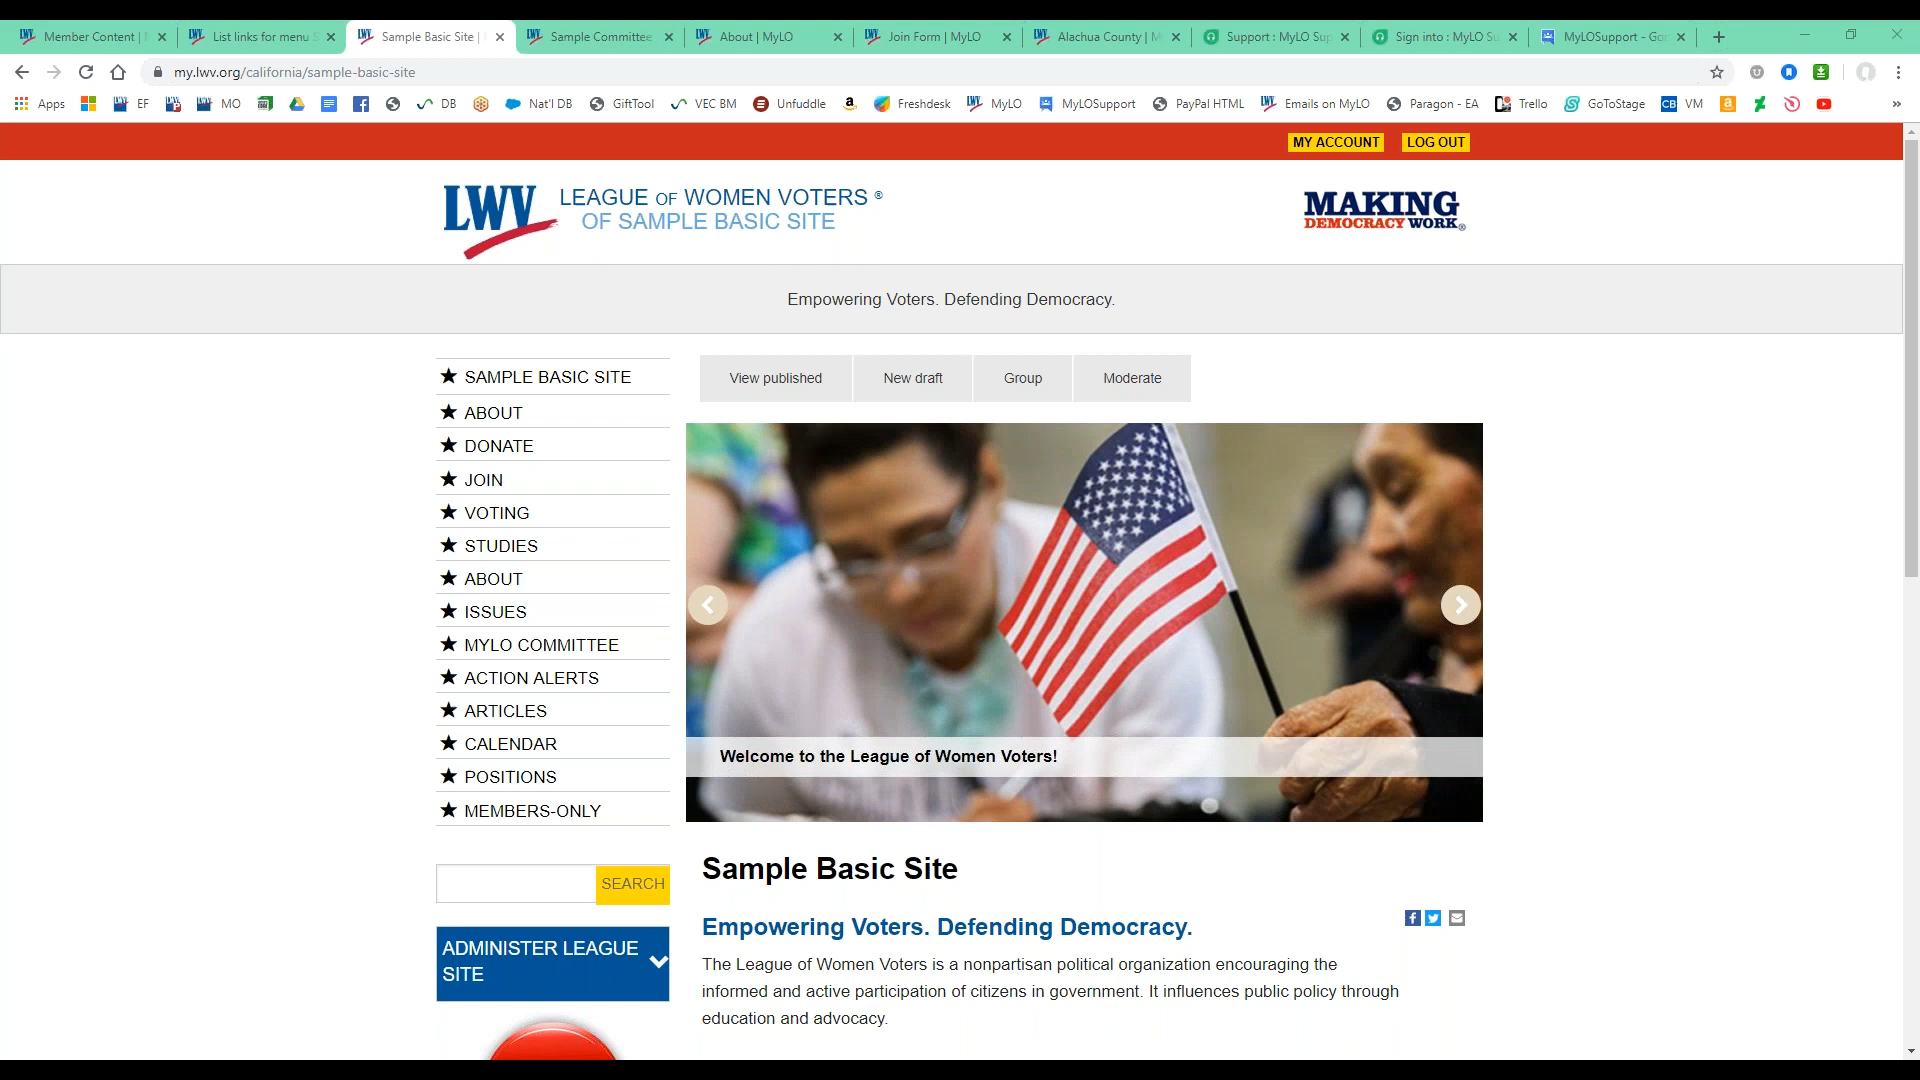 Member Content |
List links for menu
Sample Basic Site |
Sample Committee
About | MyLO
Join Form | MyLO
Alachua County |
Support : MyLO Sup
Sign into : MyLO Su
MyLOSupport - Go
my.lwv.org/california/sample-basic-site
Apps EF MO DB Nat'l DB GiftTool VEC BM Unfuddle Freshdesk MyLO MyLOSupport PayPal HTML Emails on MyLO Paragon - EA Trello GoToStage CB VM
MY ACCOUNT LOG OUT
LWV LEAGUE OF WOMEN VOTERS ®
OF SAMPLE BASIC SITE
MAKING
DEMOCRACY WORK®
Empowering Voters. Defending Democracy.
SAMPLE BASIC SITE
ABOUT
DONATE
JOIN
VOTING
STUDIES
ABOUT
ISSUES
MYLO COMMITTEE
ACTION ALERTS
ARTICLES
CALENDAR
POSITIONS
MEMBERS-ONLY
SEARCH
ADMINISTER LEAGUE
SITE
View published New draft Group Moderate
Welcome to the League of Women Voters!
Sample Basic Site
Empowering Voters. Defending Democracy.
The League of Women Voters is a nonpartisan political organization encouraging the
informed and active participation of citizens in government. It influences public policy through
education and advocacy.